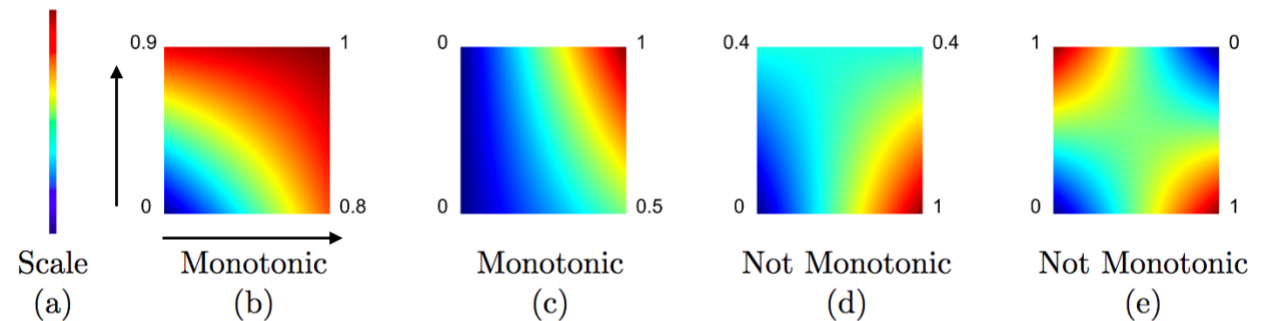 0.9 1 0 1 0.4 0.4 1 0
0 0.8 0 0.5 0 1 0 1
Scale Monotonic Monotonic Not Monotonic Not Monotonic
(a) (b) (c) (d) (e)